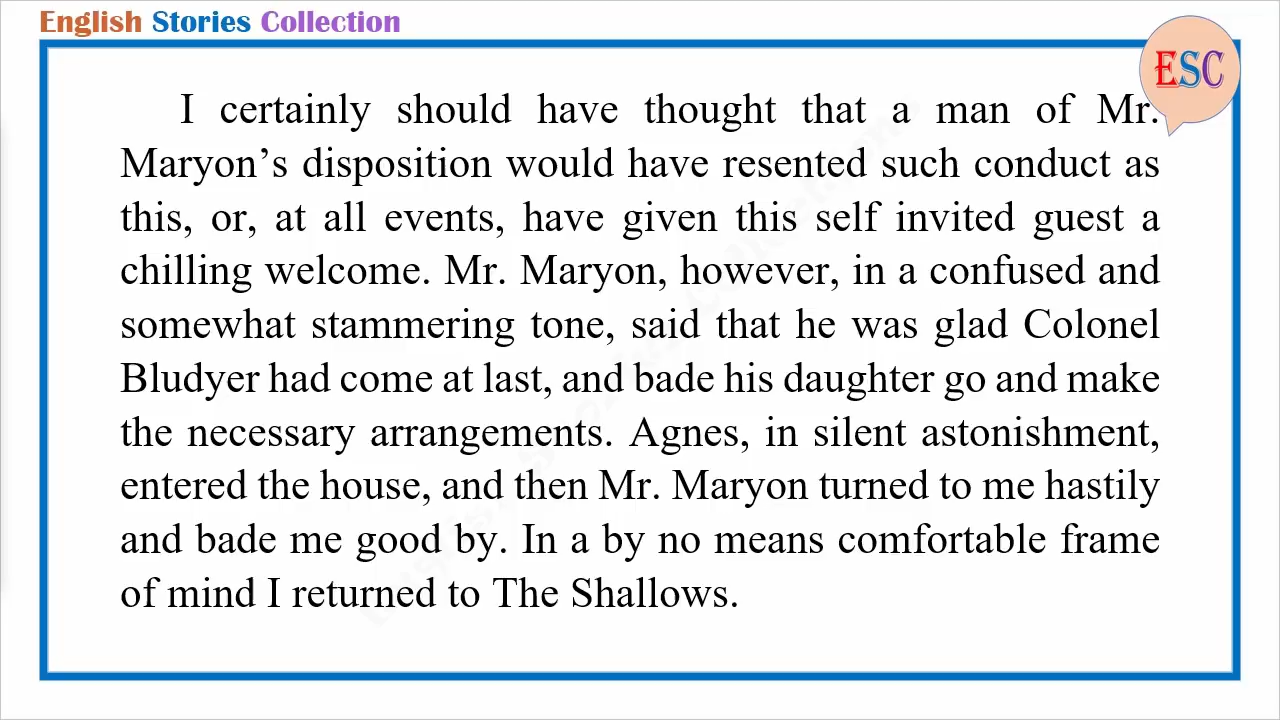 English Stories Collection
ESC
I certainly should have thought that a man of Mr.
Maryon’s disposition would have resented such conduct as
this, or, at all events, have given this self invited guest a
chilling welcome. Mr. Maryon, however, in a confused and
somewhat stammering tone, said that he was glad Colonel
Bludyer had come at last, and bade his daughter go and make
the necessary arrangements. Agnes, in silent astonishment,
entered the house, and then Mr. Maryon turned to me hastily
and bade me good by. In a by no means comfortable frame
of mind I returned to The Shallows.